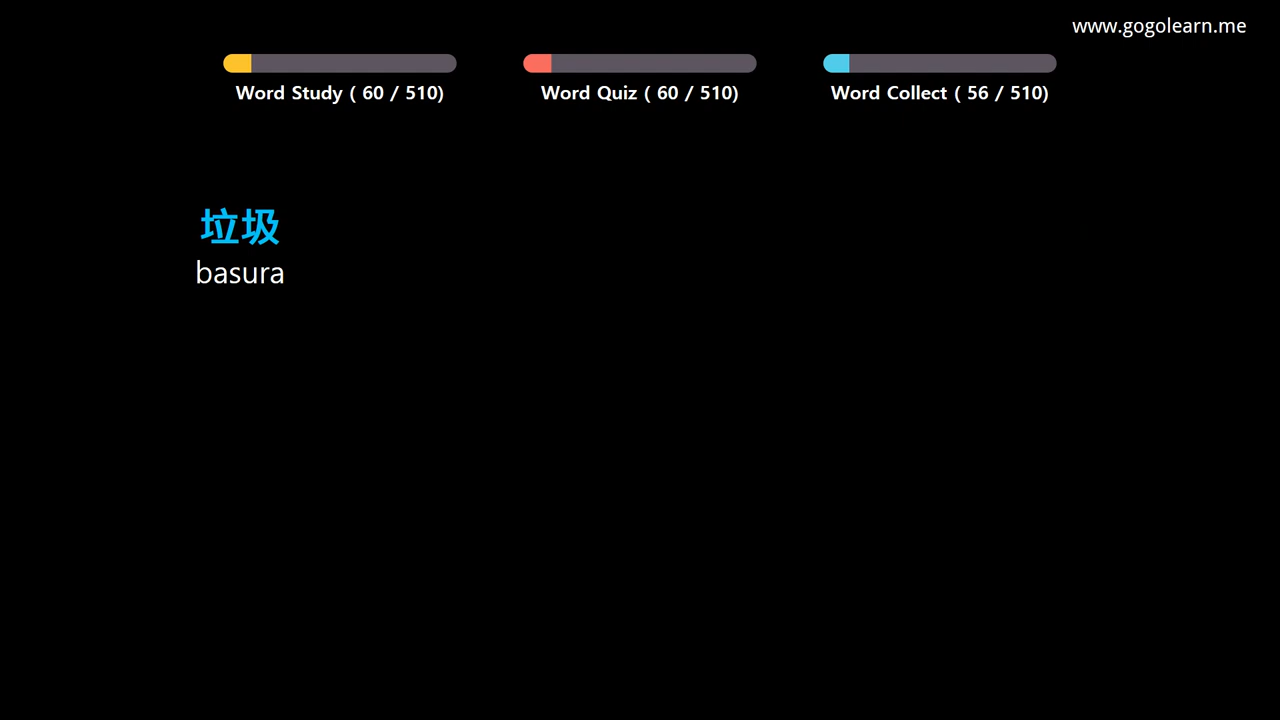 www.gogolearn.me
Word Study ( 60 / 510)
Word Quiz ( 60 / 510)
Word Collect ( 56 / 510)
垃圾
basura